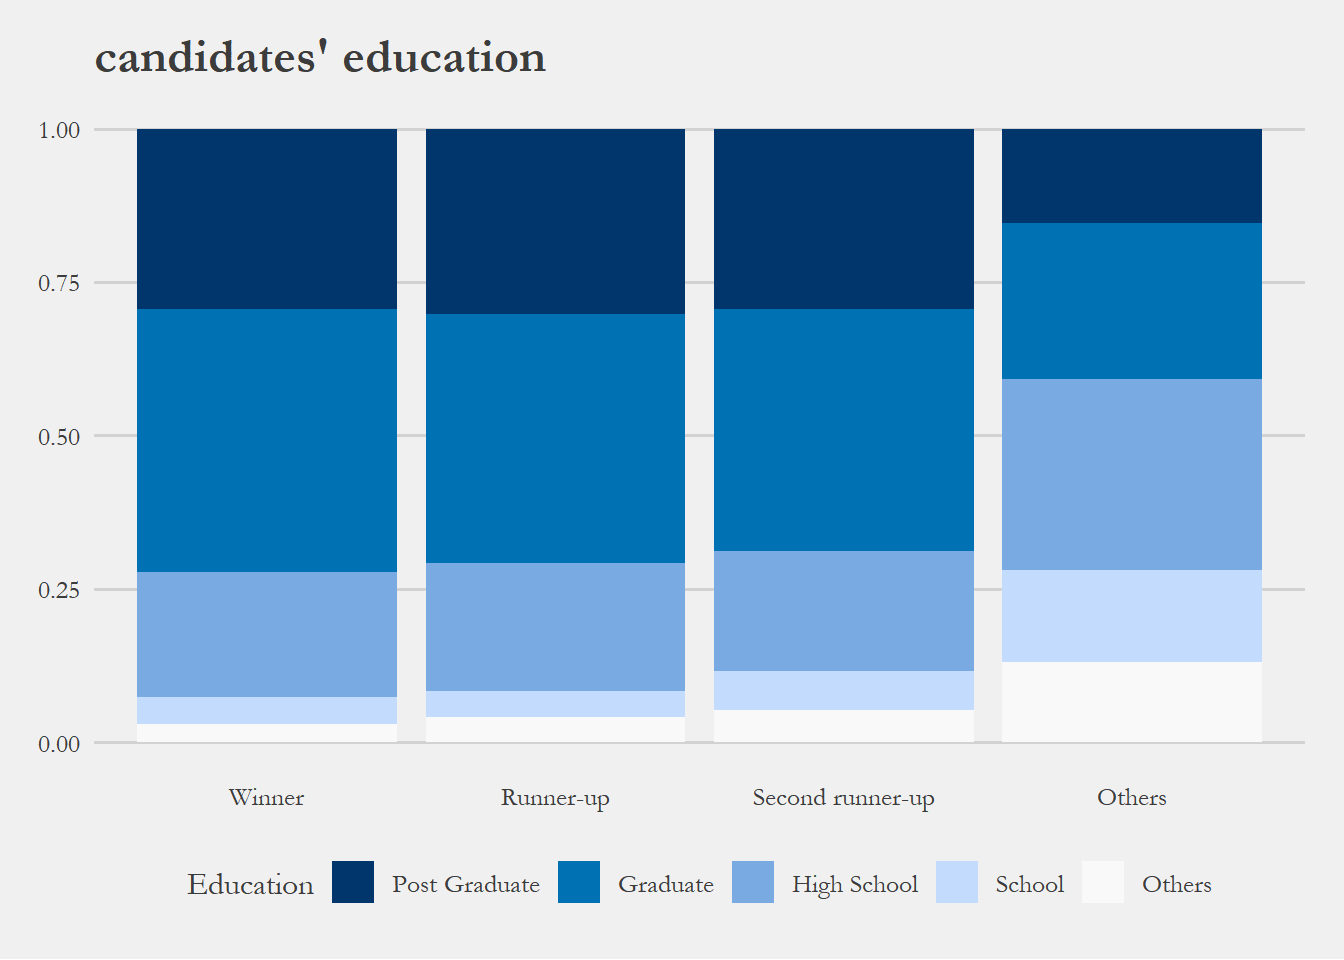 candidates' education
1.00
0.75
0.50
0.25
0.00
Winner Runner-up Second runner-up Others
Education Post Graduate Graduate High School School Others